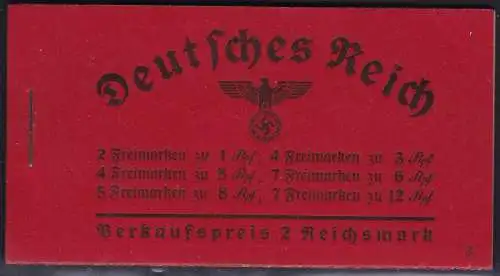 Deutsches Reich
2 Freimarken zu 1 Rpf, 4 Freimarken zu 3 Rpf
4 Freimarken zu 5 Rpf, 7 Freimarken zu 6 Rpf
5 Freimarken zu 8 Rpf, 7 Freimarken zu 12 Rpf
Verkaufspreis 2 Reichsmark